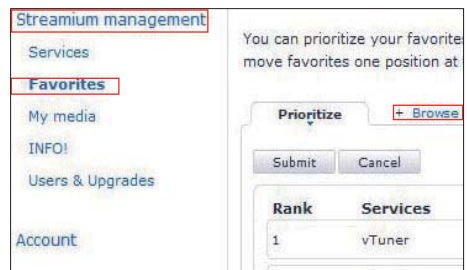 Streamium management
Services
Favorites
My media
INFO!
Users & Upgrades
Account
You can prioritize your favorites
move favorites one position at
Prioritize
+ Browse
Submit
Cancel
Rank Services
1 vTuner